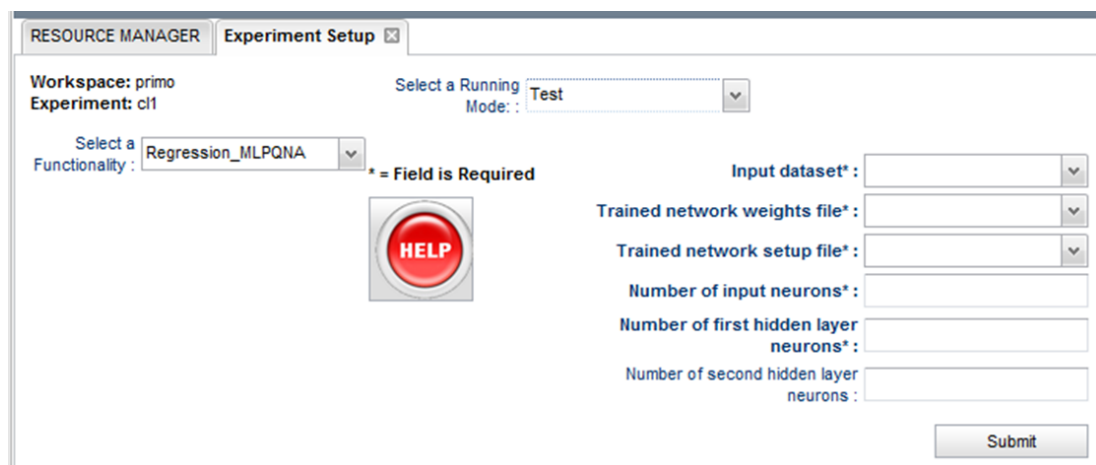 RESOURCE MANAGER
Experiment Setup
Workspace: primo
Experiment: cl1
Select a Running
Mode: :
Test
Select a
Functionality :
Regression_MLPQNA
* = Field is Required
HELP
Input dataset* :
Trained network weights file* :
Trained network setup file* :
Number of input neurons* :
Number of first hidden layer
neurons* :
Number of second hidden layer
neurons :
Submit